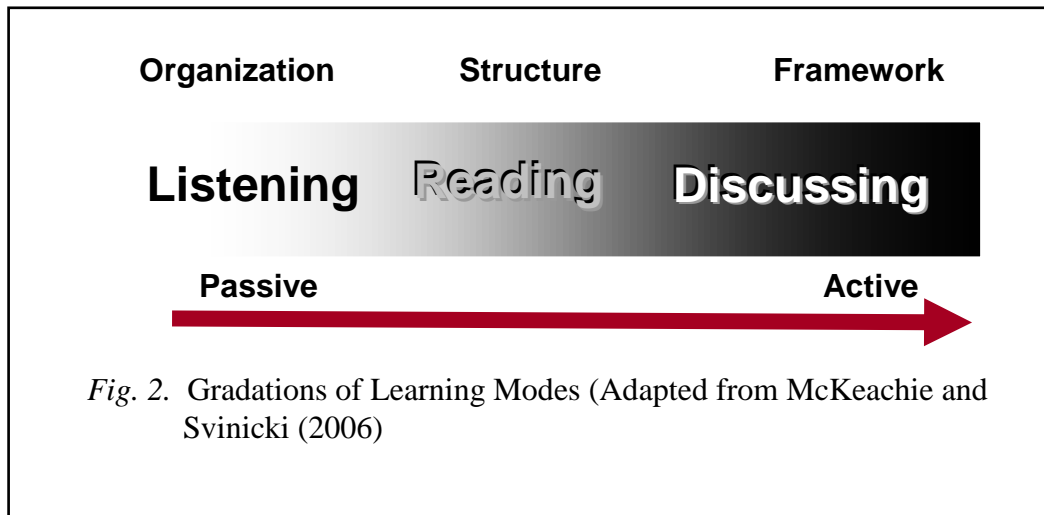 Organization Structure Framework
Listening Reading Discussing
Passive Active
Fig. 2. Gradations of Learning Modes (Adapted from McKeachie and
Svinicki (2006)